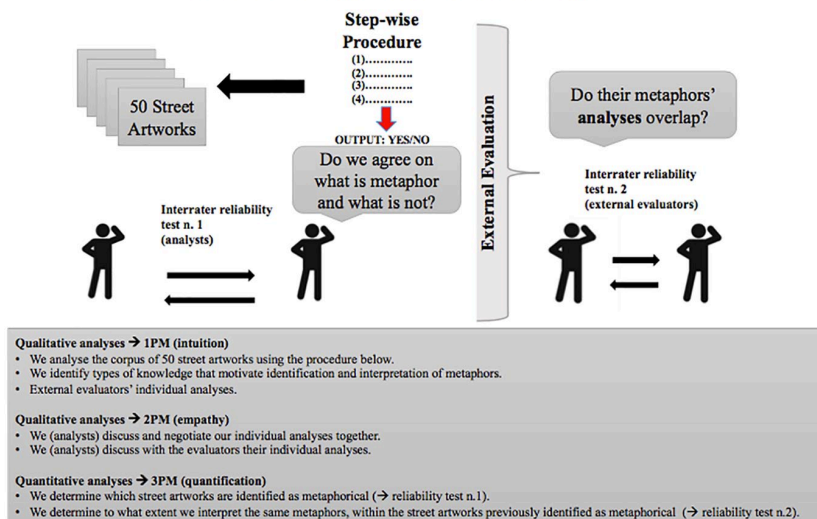 Step-wise
Procedure
(1).............
(2).............
(3).............
(4).............
50 Street
Artworks
OUTPUT: YES/NO
Do we agree on
what is metaphor
and what is not?
Interrater reliability
test n. 1
(analysts)
External Evaluation
Do their metaphors’
analyses overlap?
Interrater reliability
test n. 2
(external evaluators)
Qualitative analyses → 1PM (intuition)
• We analyse the corpus of 50 street artworks using the procedure below.
• We identify types of knowledge that motivate identification and interpretation of metaphors.
• External evaluators’ individual analyses.
Qualitative analyses → 2PM (empathy)
• We (analysts) discuss and negotiate our individual analyses together.
• We (analysts) discuss with the evaluators their individual analyses.
Quantitative analyses → 3PM (quantification)
• We determine which street artworks are identified as metaphorical (→ reliability test n.1).
• We determine to what extent we interpret the same metaphors, within the street artworks previously identified as metaphorical (→ reliability test n.2).